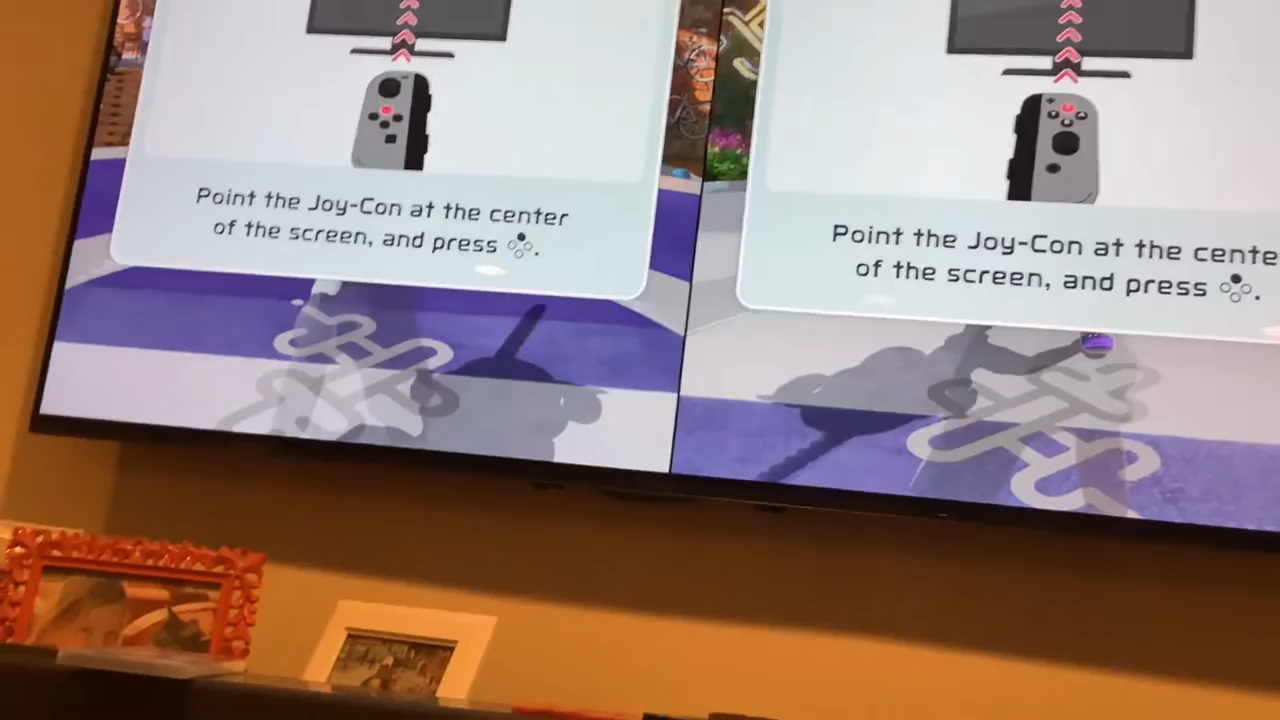 Point the Joy-Con at the center
of the screen, and press
Point the Joy-Con at the cente
of the screen, and press